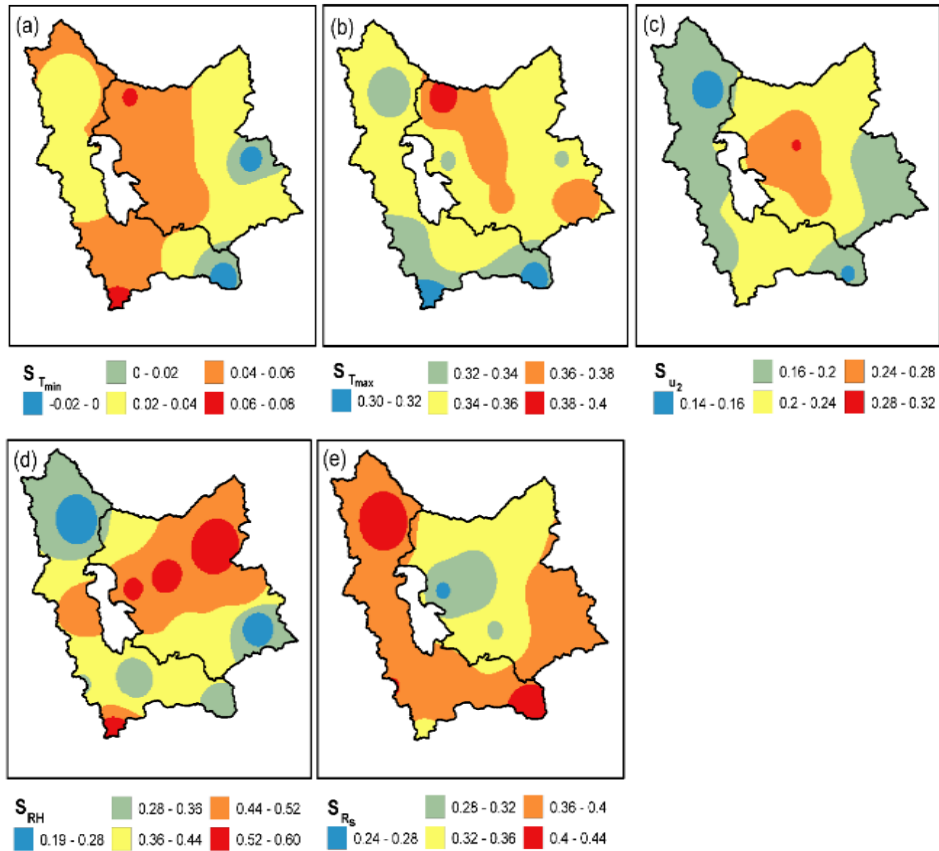 (a)
(b)
(c)
S Tmin
0 - 0.02
0.04 - 0.06
-0.02 - 0
0.02 - 0.04
0.06 - 0.08
S Tmax
0.32 - 0.34
0.36 - 0.38
0.30 - 0.32
0.34 - 0.36
0.38 - 0.4
S u2
0.16 - 0.2
0.24 - 0.28
0.14 - 0.16
0.2 - 0.24
0.28 - 0.32
(d)
(e)
S RH
0.28 - 0.36
0.44 - 0.52
0.19 - 0.28
0.36 - 0.44
0.52 - 0.60
S Rs
0.28 - 0.32
0.36 - 0.4
0.24 - 0.28
0.32 - 0.36
0.4 - 0.44